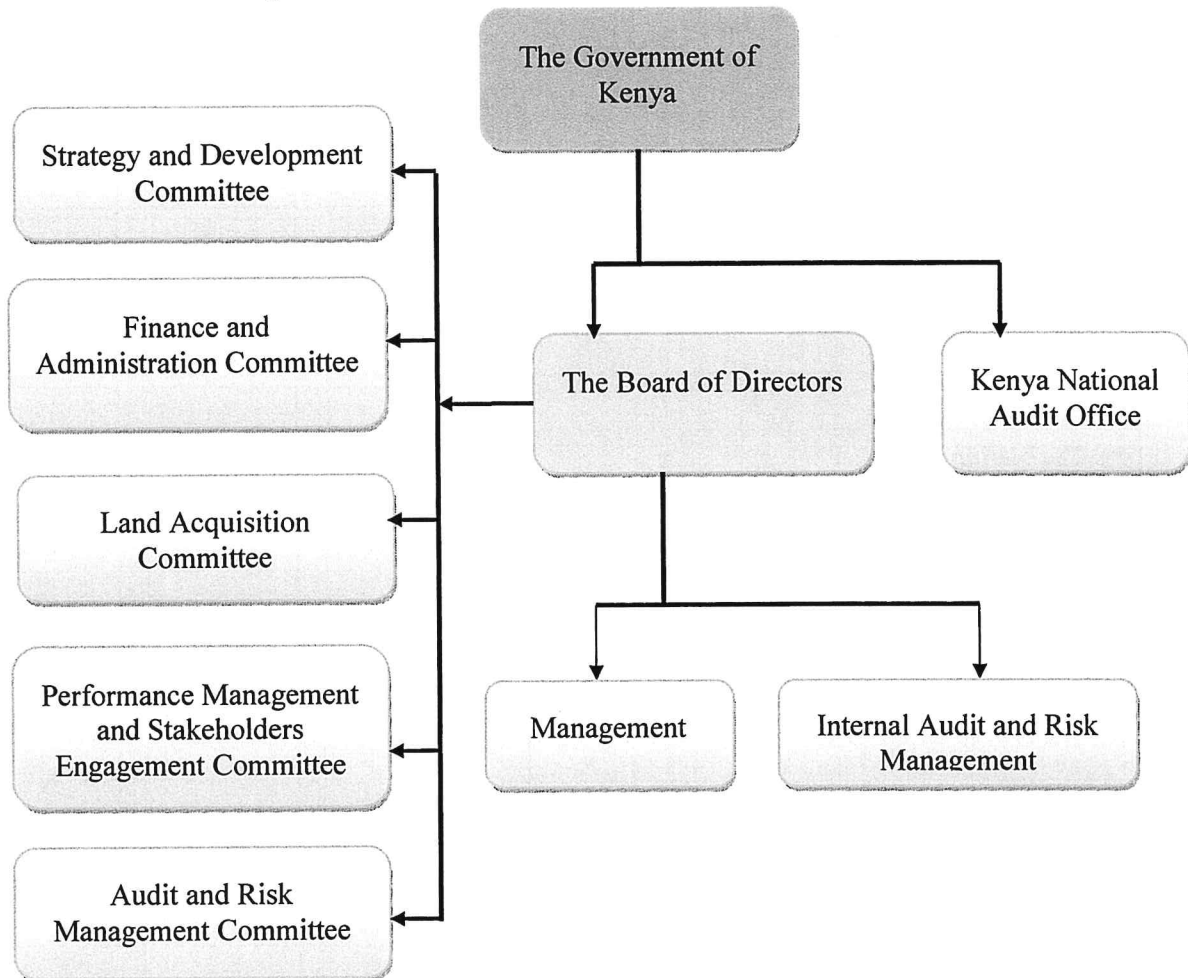 The Government of
Kenya
Strategy and Development
Committee
Finance and
Administration Committee
The Board of Directors
Kenya National
Audit Office
Land Acquisition
Committee
Performance Management
and Stakeholders
Engagement Committee
Management
Internal Audit and Risk
Management
Audit and Risk
Management Committee